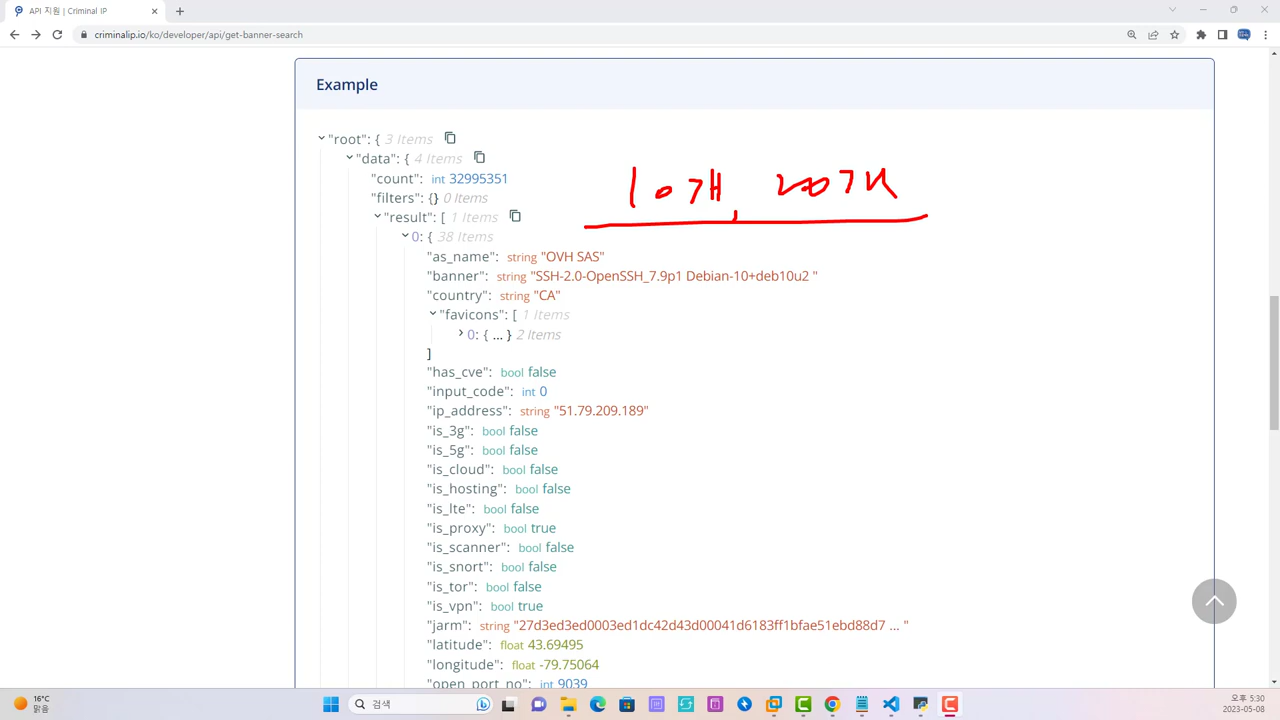 API 지원 | Criminal IP
criminalip.io/ko/developer/api/get-banner-search
Example
"root": { 3 Items
"data": { 4 Items
"count": int 32995351
"filters": {} 0 Items
"result": [ 1 Items
10개, 20개
0: { 38 Items
"as_name": string "OVH SAS"
"banner": string "SSH-2.0-OpenSSH_7.9p1 Debian-10+deb10u2 "
"country": string "CA"
"favicons": [ 1 Items
0: { ... } 2 Items
]
"has_cve": bool false
"input_code": int 0
"ip_address": string "51.79.209.189"
"is_3g": bool false
"is_5g": bool false
"is_cloud": bool false
"is_hosting": bool false
"is_lte": bool false
"is_proxy": bool true
"is_scanner": bool false
"is_snort": bool false
"is_tor": bool false
"is_vpn": bool true
"jarm": string "27d3ed3ed0003ed1dc42d43d00041d6183ff1bfae51ebd88d7 ... "
"latitude": float 43.69495
"longitude": float -79.75064
"open_port_no": int 9039
16°C
맑음
검색
오후 5:30
2023-05-08